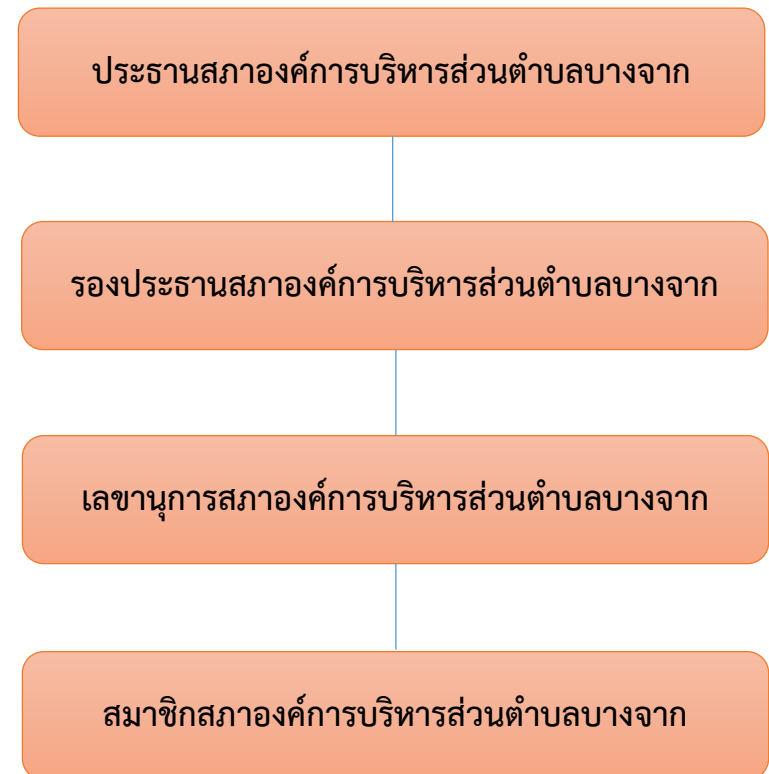 ประธานสภาองค์การบริหารส่วนตำบลบางจาก
รองประธานสภาองค์การบริหารส่วนตำบลบางจาก
เลขานุการสภาองค์การบริหารส่วนตำบลบางจาก
สมาชิกสภาองค์การบริหารส่วนตำบลบางจาก